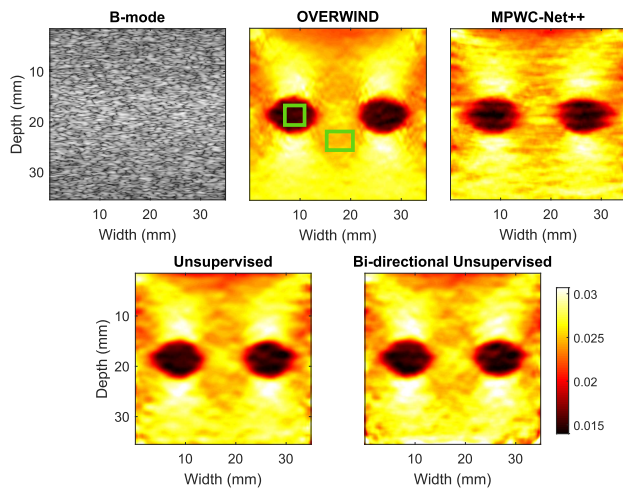 B-mode
OVERWIND
MPWC-Net++
Depth (mm)
10
20
30
10 20 30
10 20 30
10 20 30
Width (mm)
Width (mm)
Width (mm)
Unsupervised
Bi-directional Unsupervised
Depth (mm)
10
20
30
10 20 30
10 20 30
Width (mm)
Width (mm)
0.03
0.025
0.02
0.015